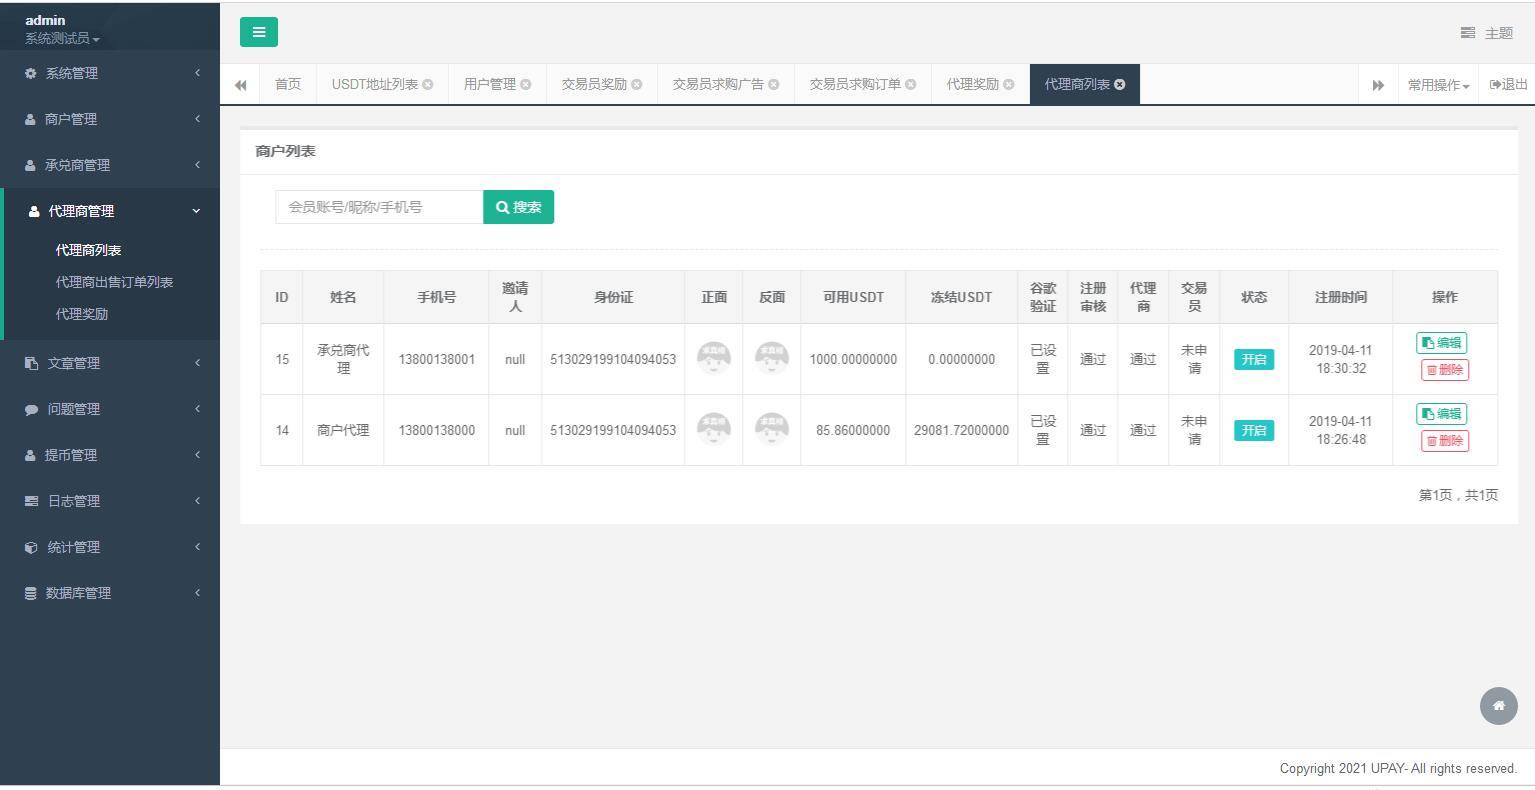 admin
系统测试员
系统管理
商户管理
承兑商管理
代理商管理
代理商列表
代理商出售订单列表
代理奖励
文章管理
问题管理
提币管理
日志管理
统计管理
数据库管理
主题
首页 USDT地址列表 用户管理 交易员奖励 交易员求购广告 交易员求购订单 代理奖励 代理商列表 常用操作 退出
商户列表
会员账号/昵称/手机号 搜索
ID 姓名 手机号 邀请人 身份证 正面 反面 可用USDT 冻结USDT 谷歌验证 注册审核 代理商 交易员 状态 注册时间 操作
15 承兑商代理 13800138001 null 513029199104094053 1000.00000000 0.00000000 已设置 通过 通过 未申请 开启 2019-04-11 18:30:32 编辑 删除
14 商户代理 13800138000 null 513029199104094053 85.86000000 29081.72000000 已设置 通过 通过 未申请 开启 2019-04-11 18:26:48 编辑 删除
第1页，共1页
Copyright 2021 UPAY- All rights reserved.